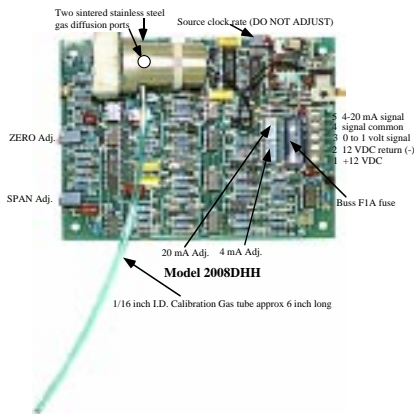 Two sintered stainless steel
gas diffusion ports
Source clock rate (DO NOT ADJUST)
5 4-20 mA signal
4 signal common
3 0 to 1 volt signal
2 12 VDC return (-)
1 +12 VDC
ZERO Adj.
SPAN Adj.
Buss F1A fuse
20 mA Adj.
4 mA Adj.
Model 2008DHH
1/16 inch I.D. Calibration Gas tube approx 6 inch long